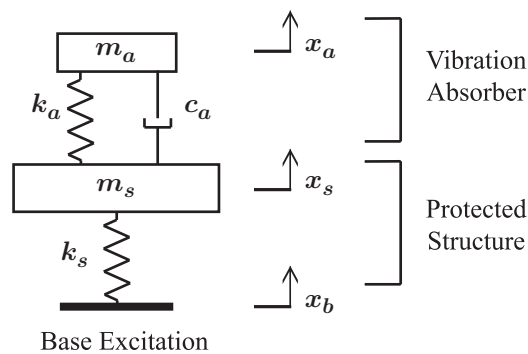 m_a
x_a
Vibration
Absorber
k_a
c_a
m_s
x_s
Protected
Structure
k_s
x_b
Base Excitation